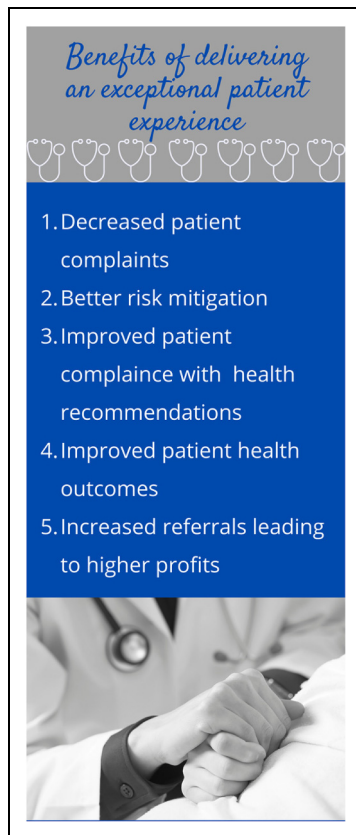 Benefits of delivering
an exceptional patient
experience
1. Decreased patient
complaints
2. Better risk mitigation
3. Improved patient
complaince with health
recommendations
4. Improved patient health
outcomes
5. Increased referrals leading
to higher profits